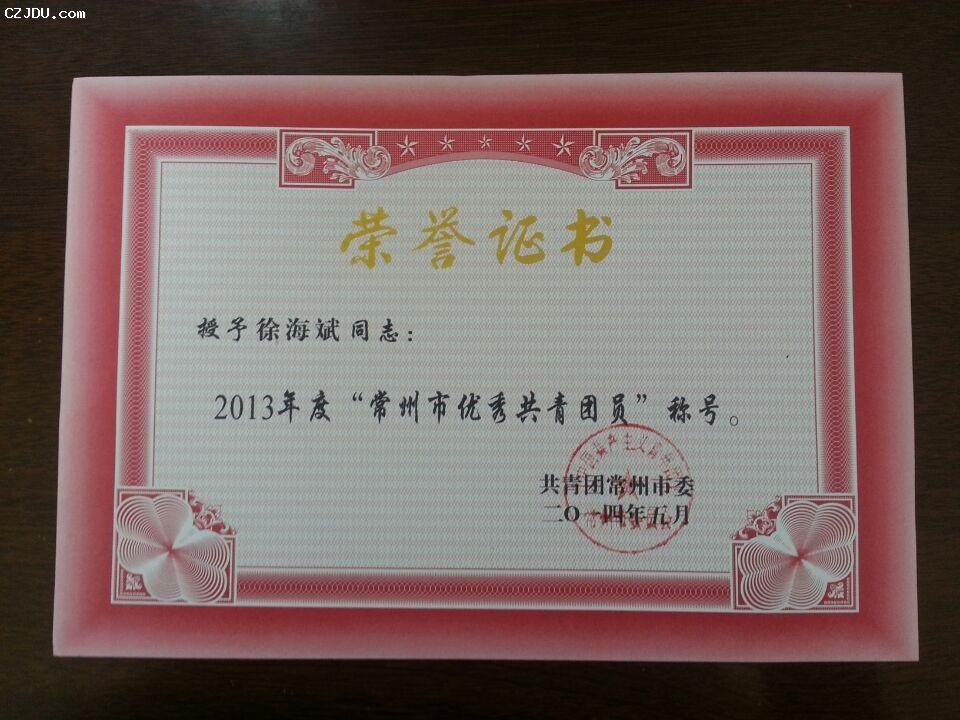 CZJDU.COM
荣誉证书
授予徐海斌同志：
2013年度“常州市优秀共青团员”称号。
共青团常州市委
二〇一四年五月